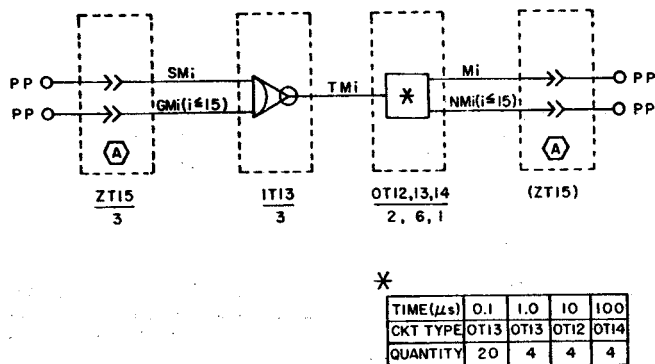 PP SMi TMi Mi PP
PP GMi(i≤15) * NMi(i≤15) PP
A A
ZT15 IT13 OT12,13,14 (ZT15)
3 3 2, 6, 1
*
TIME(μs) 0.1 1.0 10 100
CKT TYPE OT13 OT13 OT12 OT14
QUANTITY 20 4 4 4